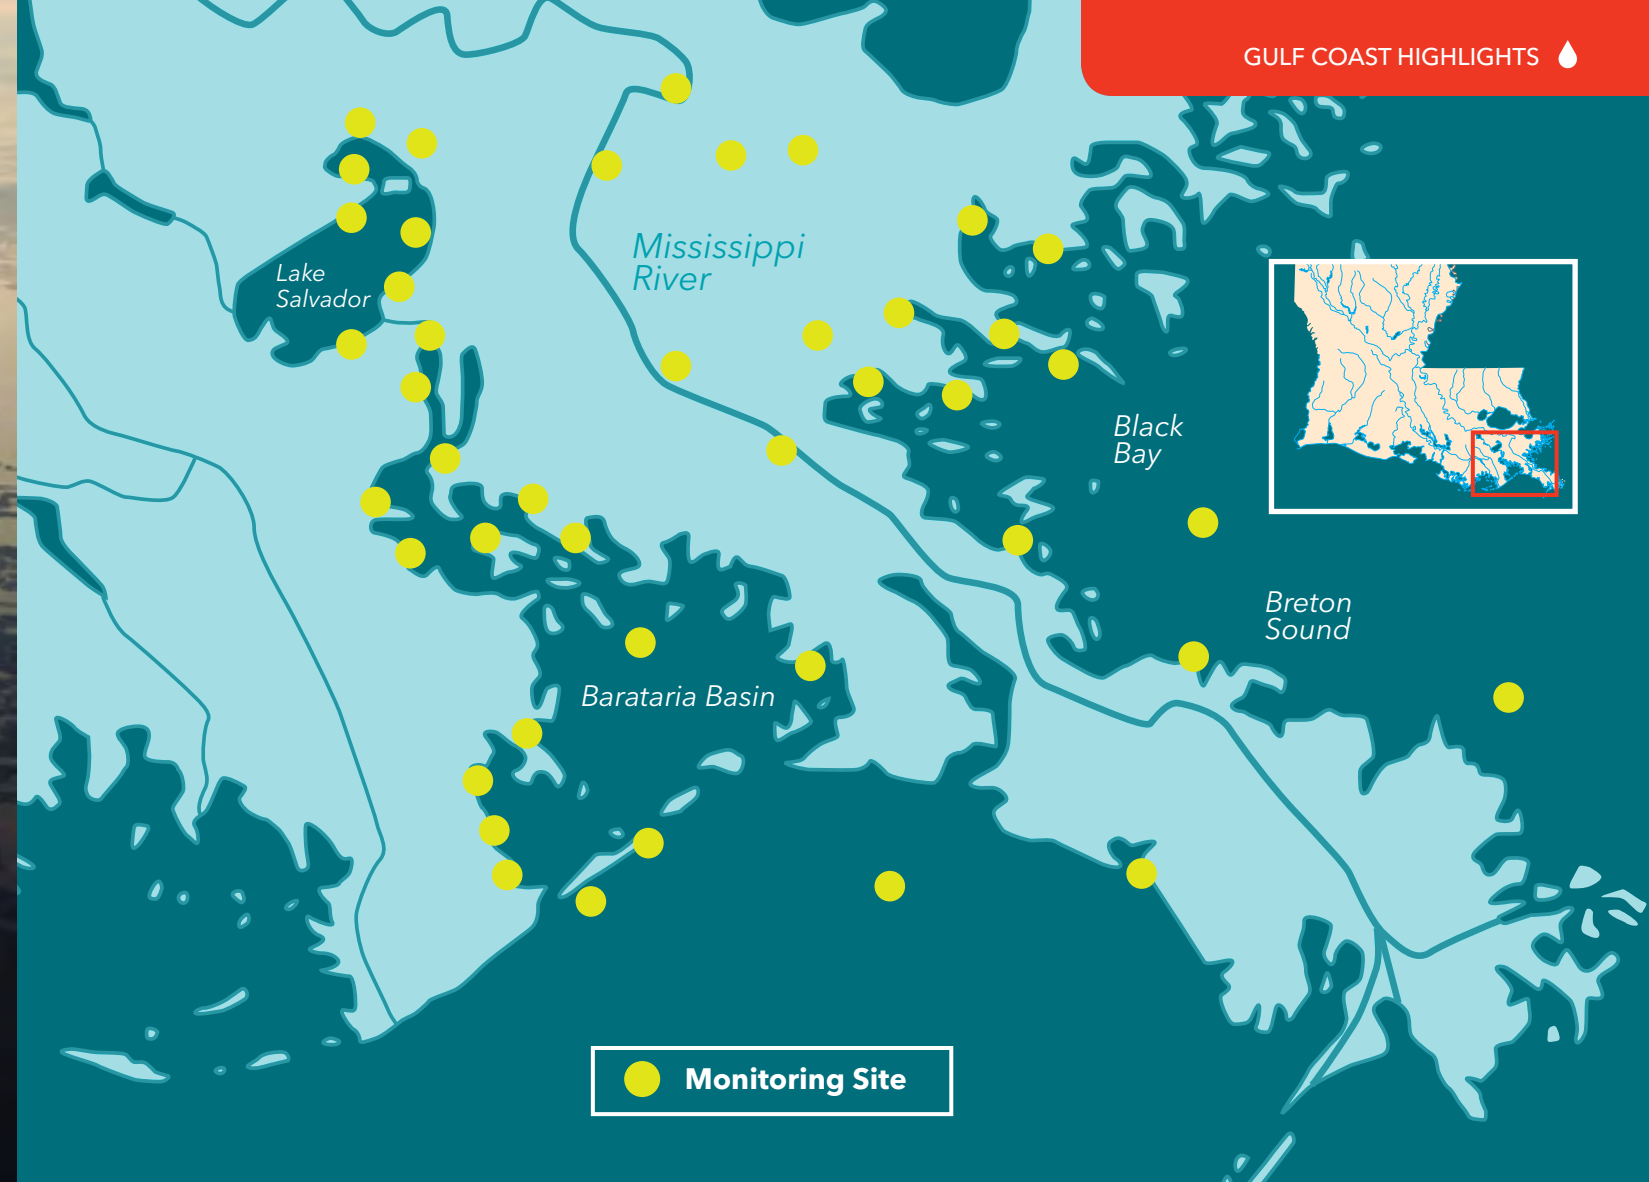 GULF COAST HIGHLIGHTS
Mississippi
River
Lake
Salvador
Black
Bay
Breton
Sound
Barataria Basin
Monitoring Site